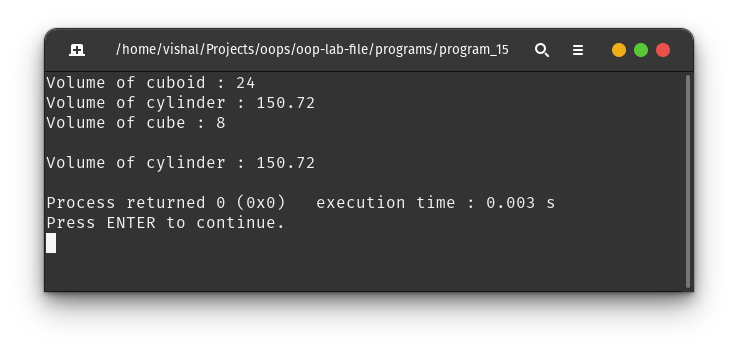 /home/vishal/Projects/oops/oop-lab-file/programs/program_15
Volume of cuboid : 24
Volume of cylinder : 150.72
Volume of cube : 8
Volume of cylinder : 150.72
Process returned 0 (0x0)   execution time : 0.003 s
Press ENTER to continue.